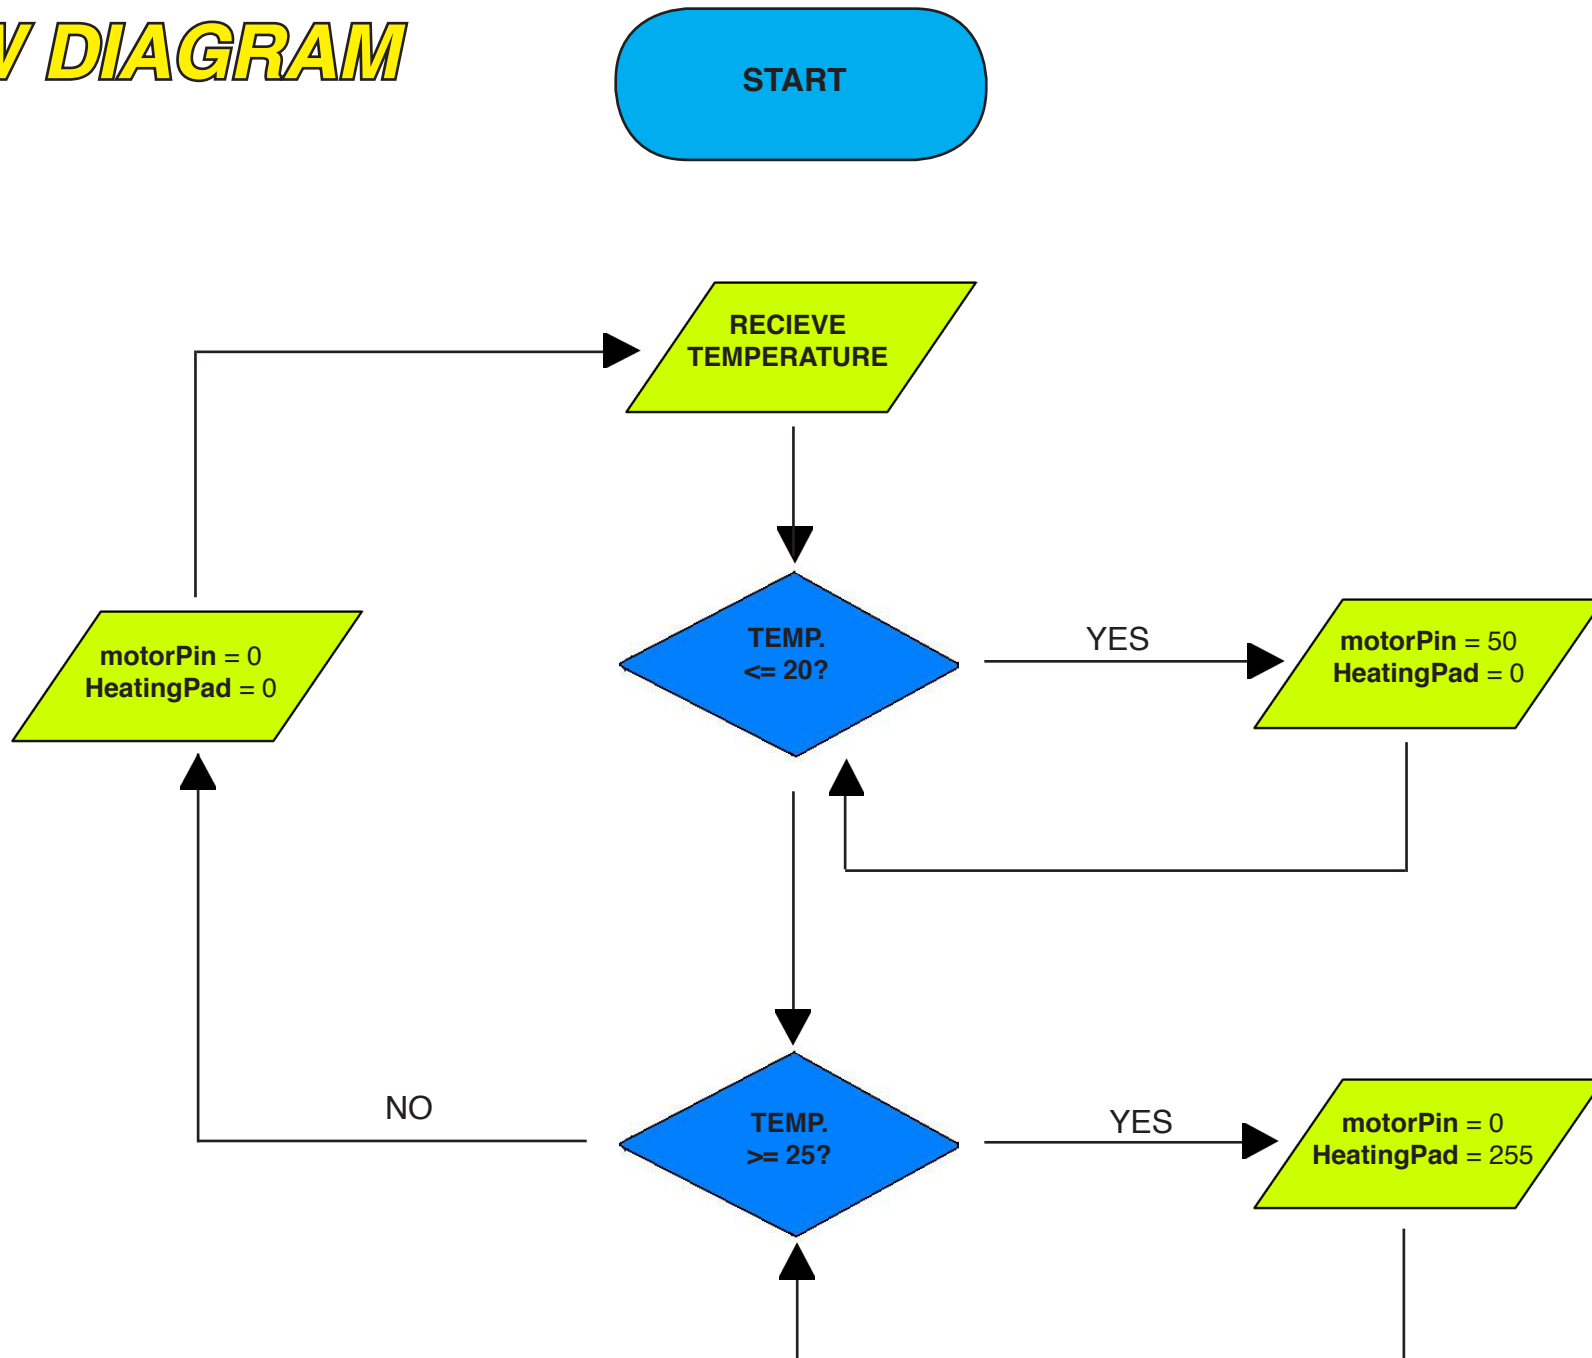 DIAGRAM
START
RECIEVE
TEMPERATURE
TEMP.
<= 20?
YES
motorPin = 50
HeatingPad = 0
motorPin = 0
HeatingPad = 0
TEMP.
>= 25?
NO
YES
motorPin = 0
HeatingPad = 255